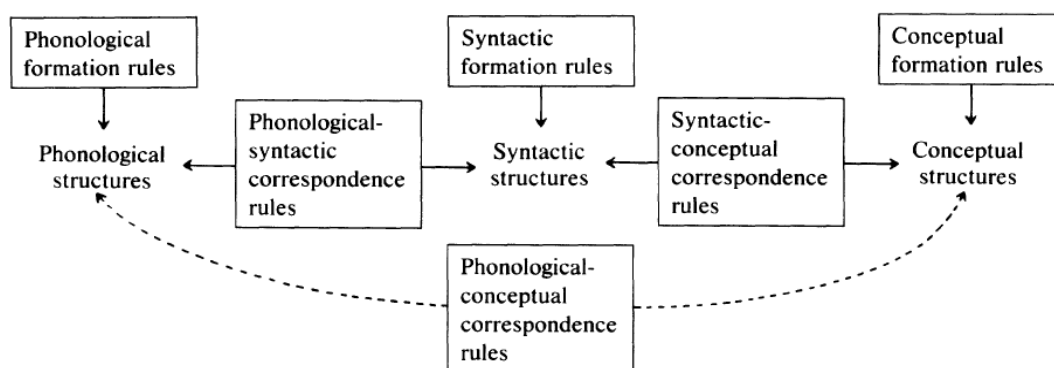 Phonological
formation rules
Syntactic
formation rules
Conceptual
formation rules
Phonological
structures
Phonological-
syntactic
correspondence
rules
Syntactic
structures
Syntactic-
conceptual
correspondence
rules
Conceptual
structures
Phonological-
conceptual
correspondence
rules